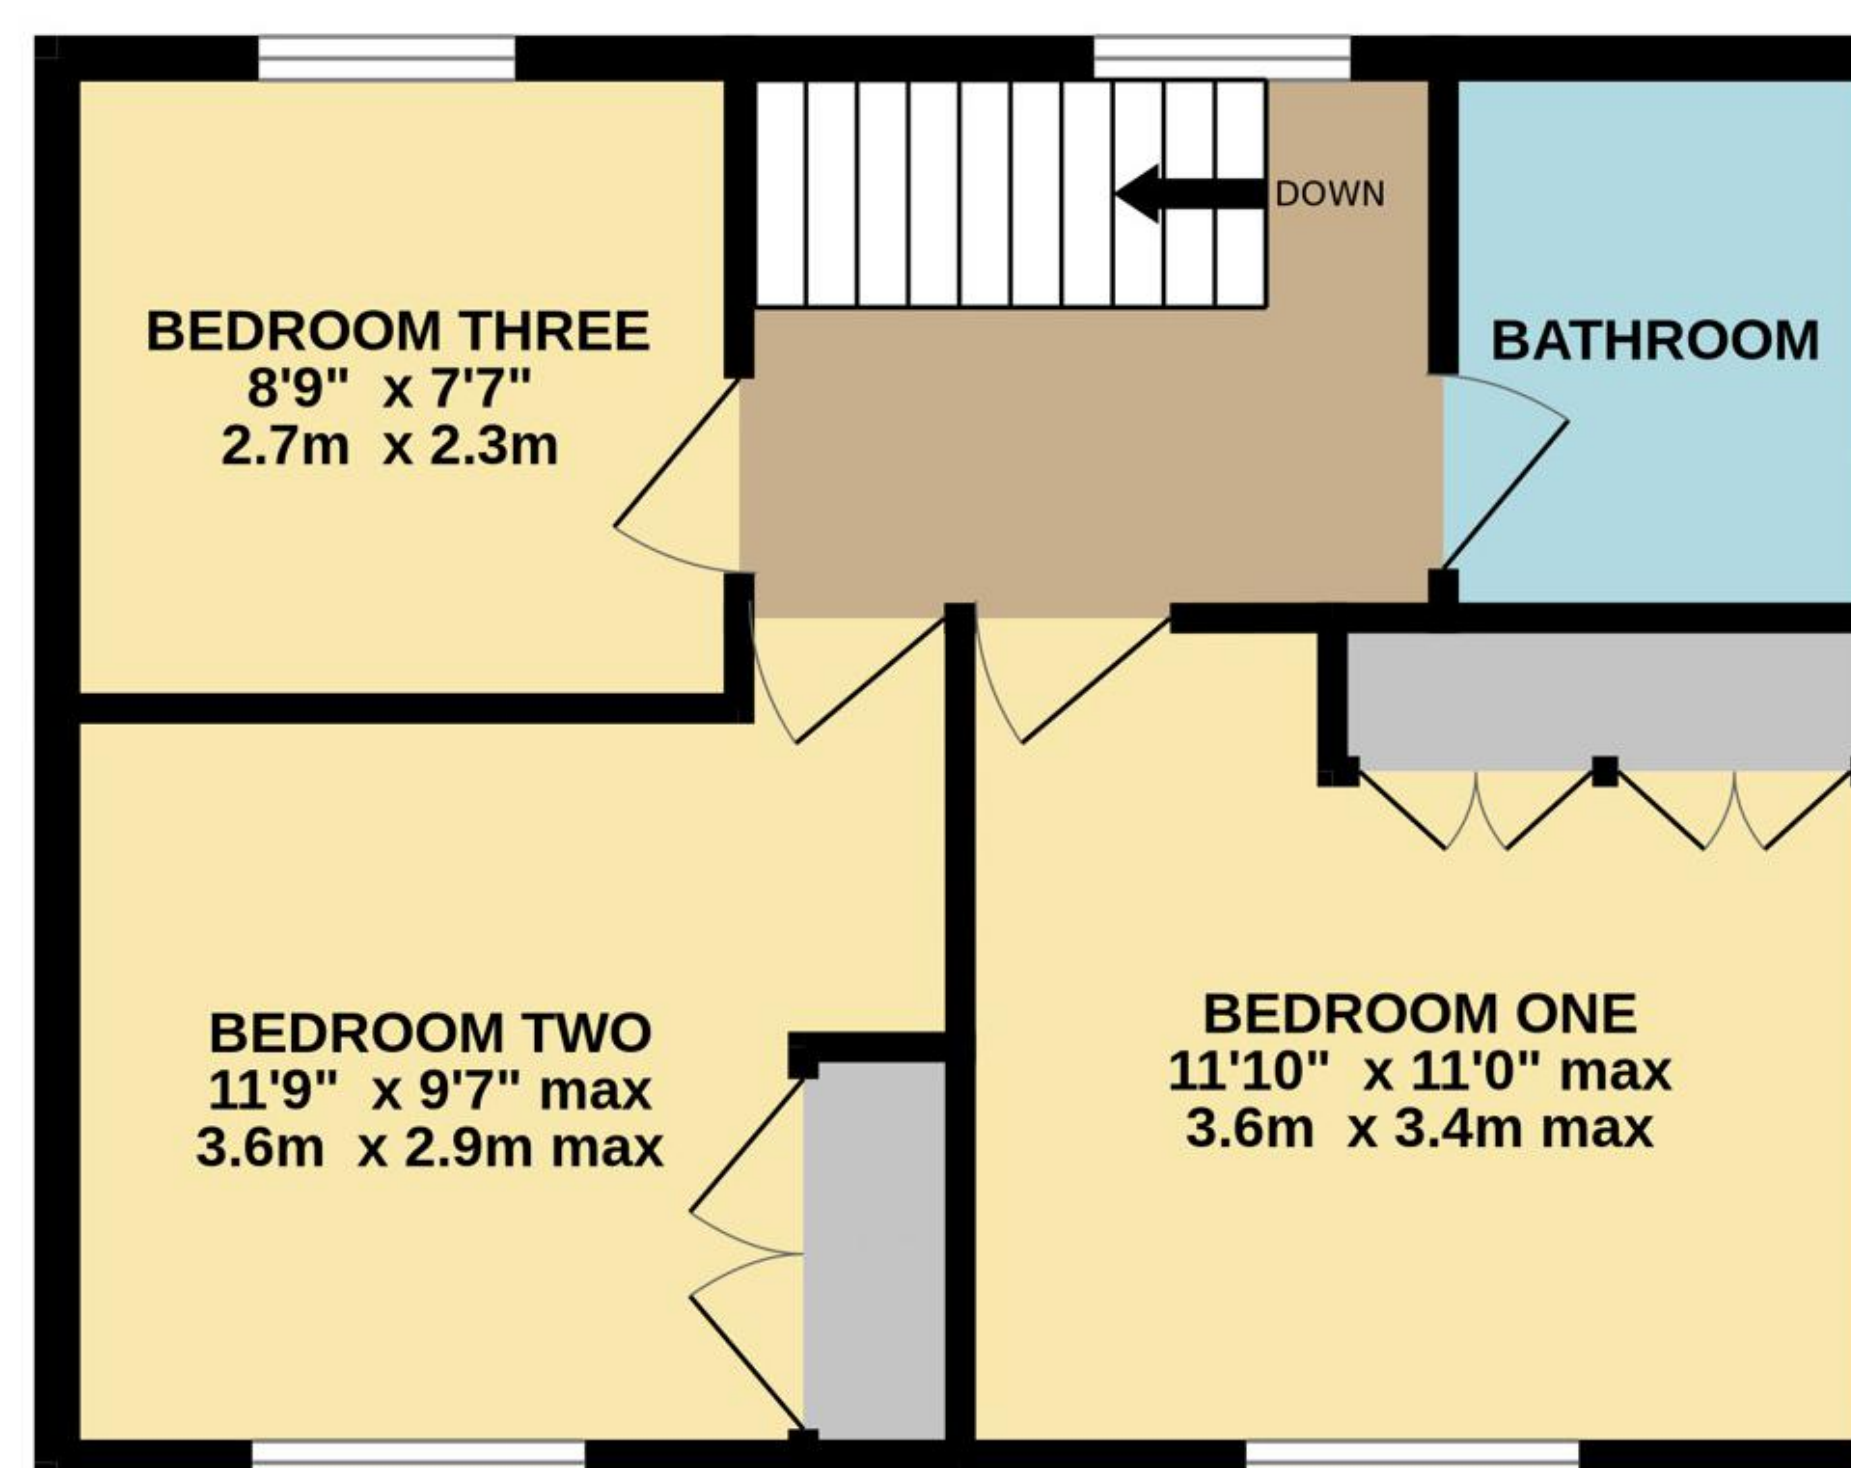 DOWN
BEDROOM THREE
8'9" x 7'7"
2.7m x 2.3m
BATHROOM
BEDROOM TWO
11'9" x 9'7" max
3.6m x 2.9m max
BEDROOM ONE
11'10" x 11'0" max
3.6m x 3.4m max